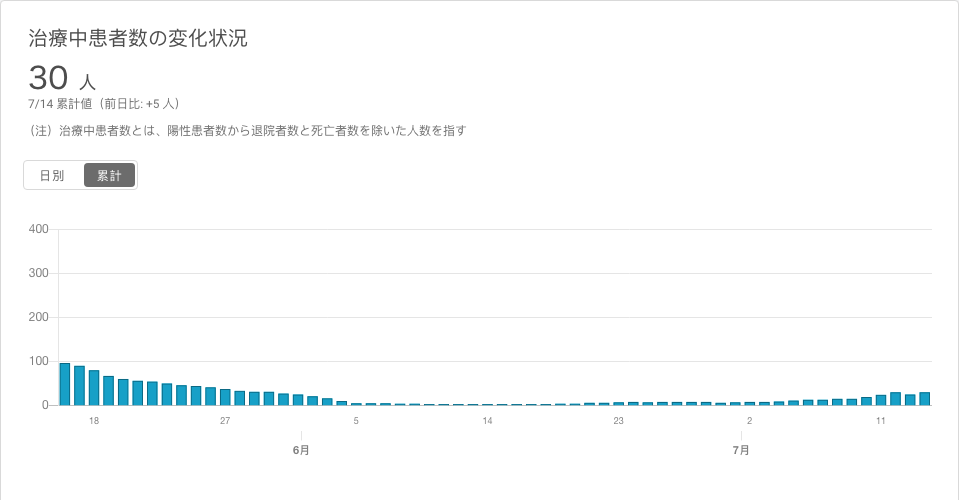 治療中患者数の変化状況
30 人
7/14 累計値（前日比: +5 人）
（注）治療中患者数とは、陽性患者数から退院者数と死亡者数を除いた人数を指す
日別 累計
400
300
200
100
0
18 27 5 14 23 2 11
6月 7月